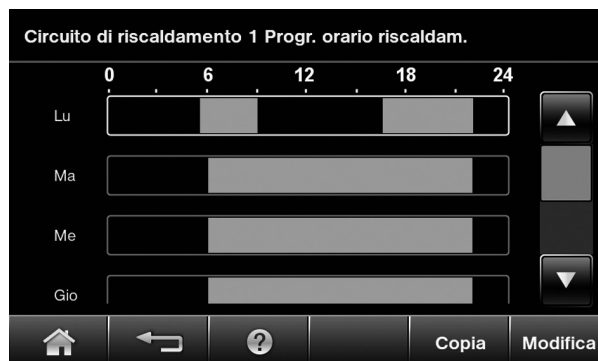 Circuito di riscaldamento 1 Progr. orario riscaldam.
0 6 12 18 24
Lu
Ma
Me
Gio
? Copia Modifica